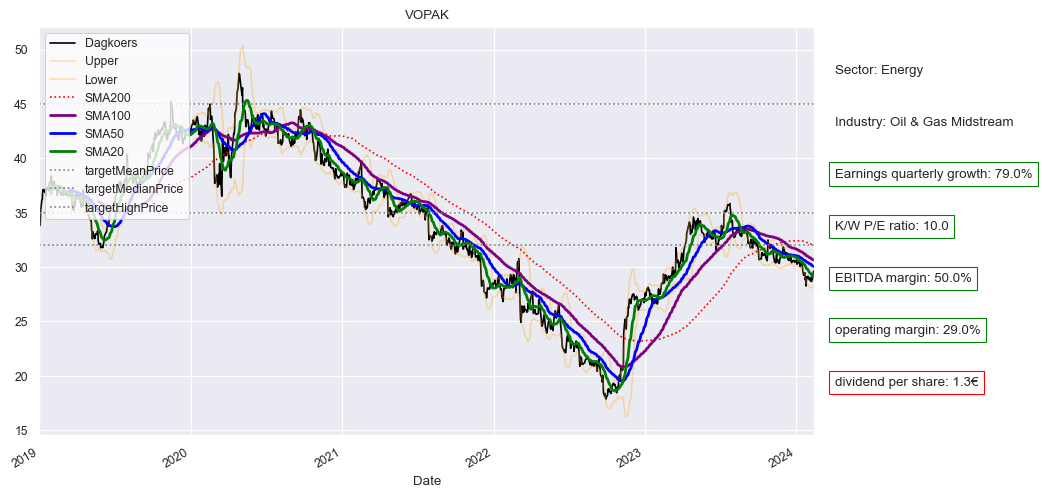 VOPAK
50
45
40
35
30
25
20
15
Dagkoers
Upper
Lower
SMA200
SMA100
SMA50
SMA20
targetMeanPrice
targetMedianPrice
targetHighPrice
2019
2020
2021
2022
2023
2024
Date
Sector: Energy
Industry: Oil & Gas Midstream
Earnings quarterly growth: 79.0%
K/W P/E ratio: 10.0
EBITDA margin: 50.0%
operating margin: 29.0%
dividend per share: 1.3€